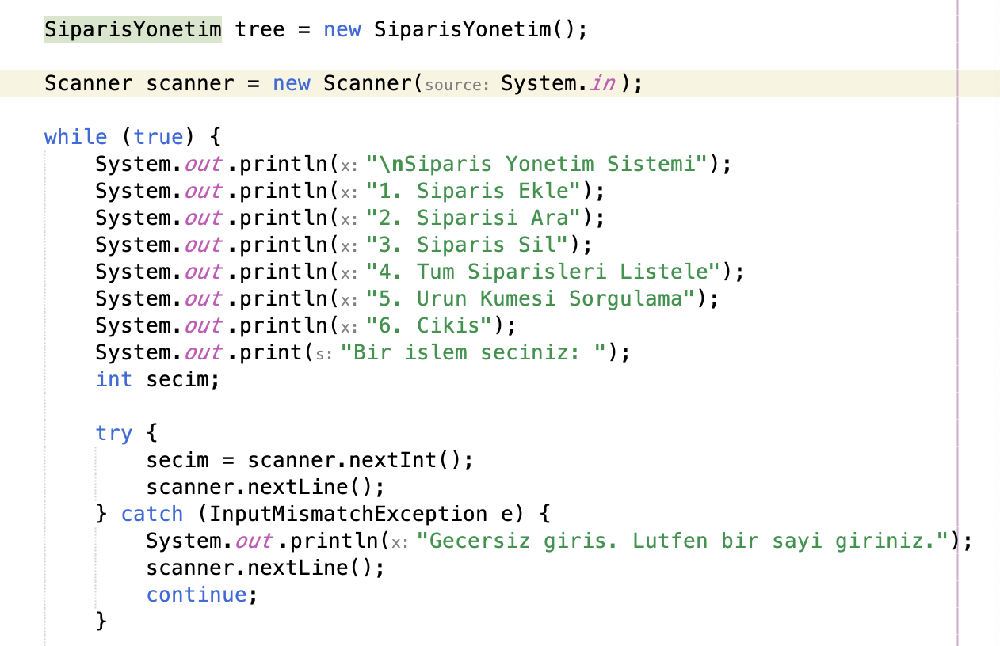 SiparisYonetim tree = new SiparisYonetim();
Scanner scanner = new Scanner(source: System.in);
while (true) {
System.out.println(x: "\nSiparis Yonetim Sistemi");
System.out.println(x: "1. Siparis Ekle");
System.out.println(x: "2. Siparisi Ara");
System.out.println(x: "3. Siparis Sil");
System.out.println(x: "4. Tum Siparisleri Listele");
System.out.println(x: "5. Urun Kumesi Sorgulama");
System.out.println(x: "6. Cikis");
System.out.print(s: "Bir islem seciniz: ");
int secim;
try {
secim = scanner.nextInt();
scanner.nextLine();
} catch (InputMismatchException e) {
System.out.println(x: "Gecersiz giris. Lutfen bir sayi giriniz.");
scanner.nextLine();
continue;
}